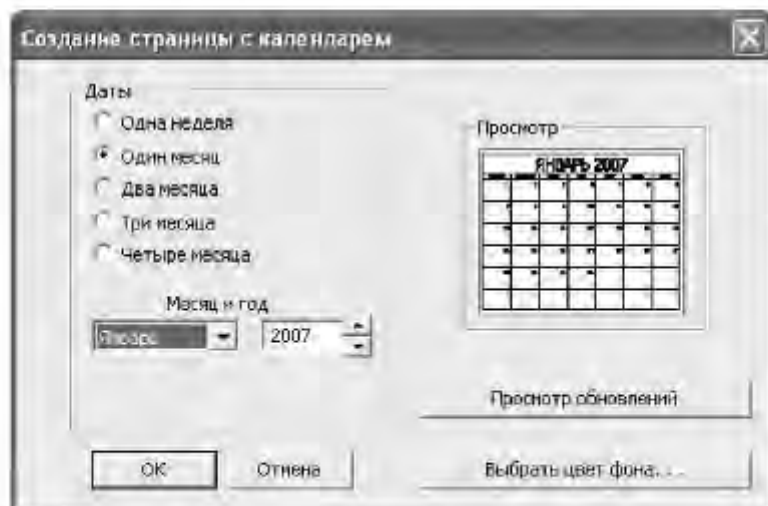 Создание страницы с календарем
Даты
Одна неделя
Один месяц
Два месяца
Три месяца
Четыре месяца
Месяц и год
Январь
2007
OK
Отмена
Просмотр
ЯНВАРЬ 2007
Просмотр обновлений
Выбрать цвет фона. . .